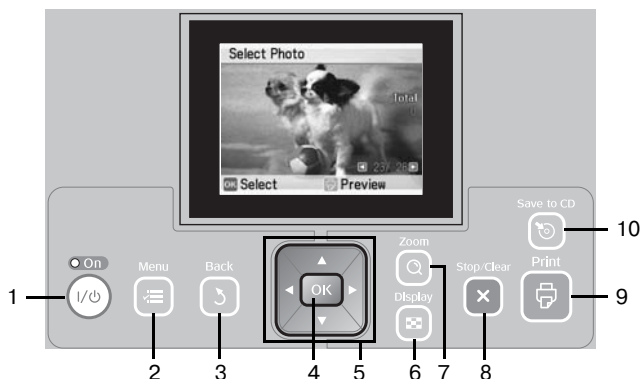 Select Photo
Total
23/ 28
OK Select
Preview
Save to CD
10
On
Menu
Back
OK
Zoom
Display
Stop/Clear
Print
1
2
3
4
5
6
7
8
9